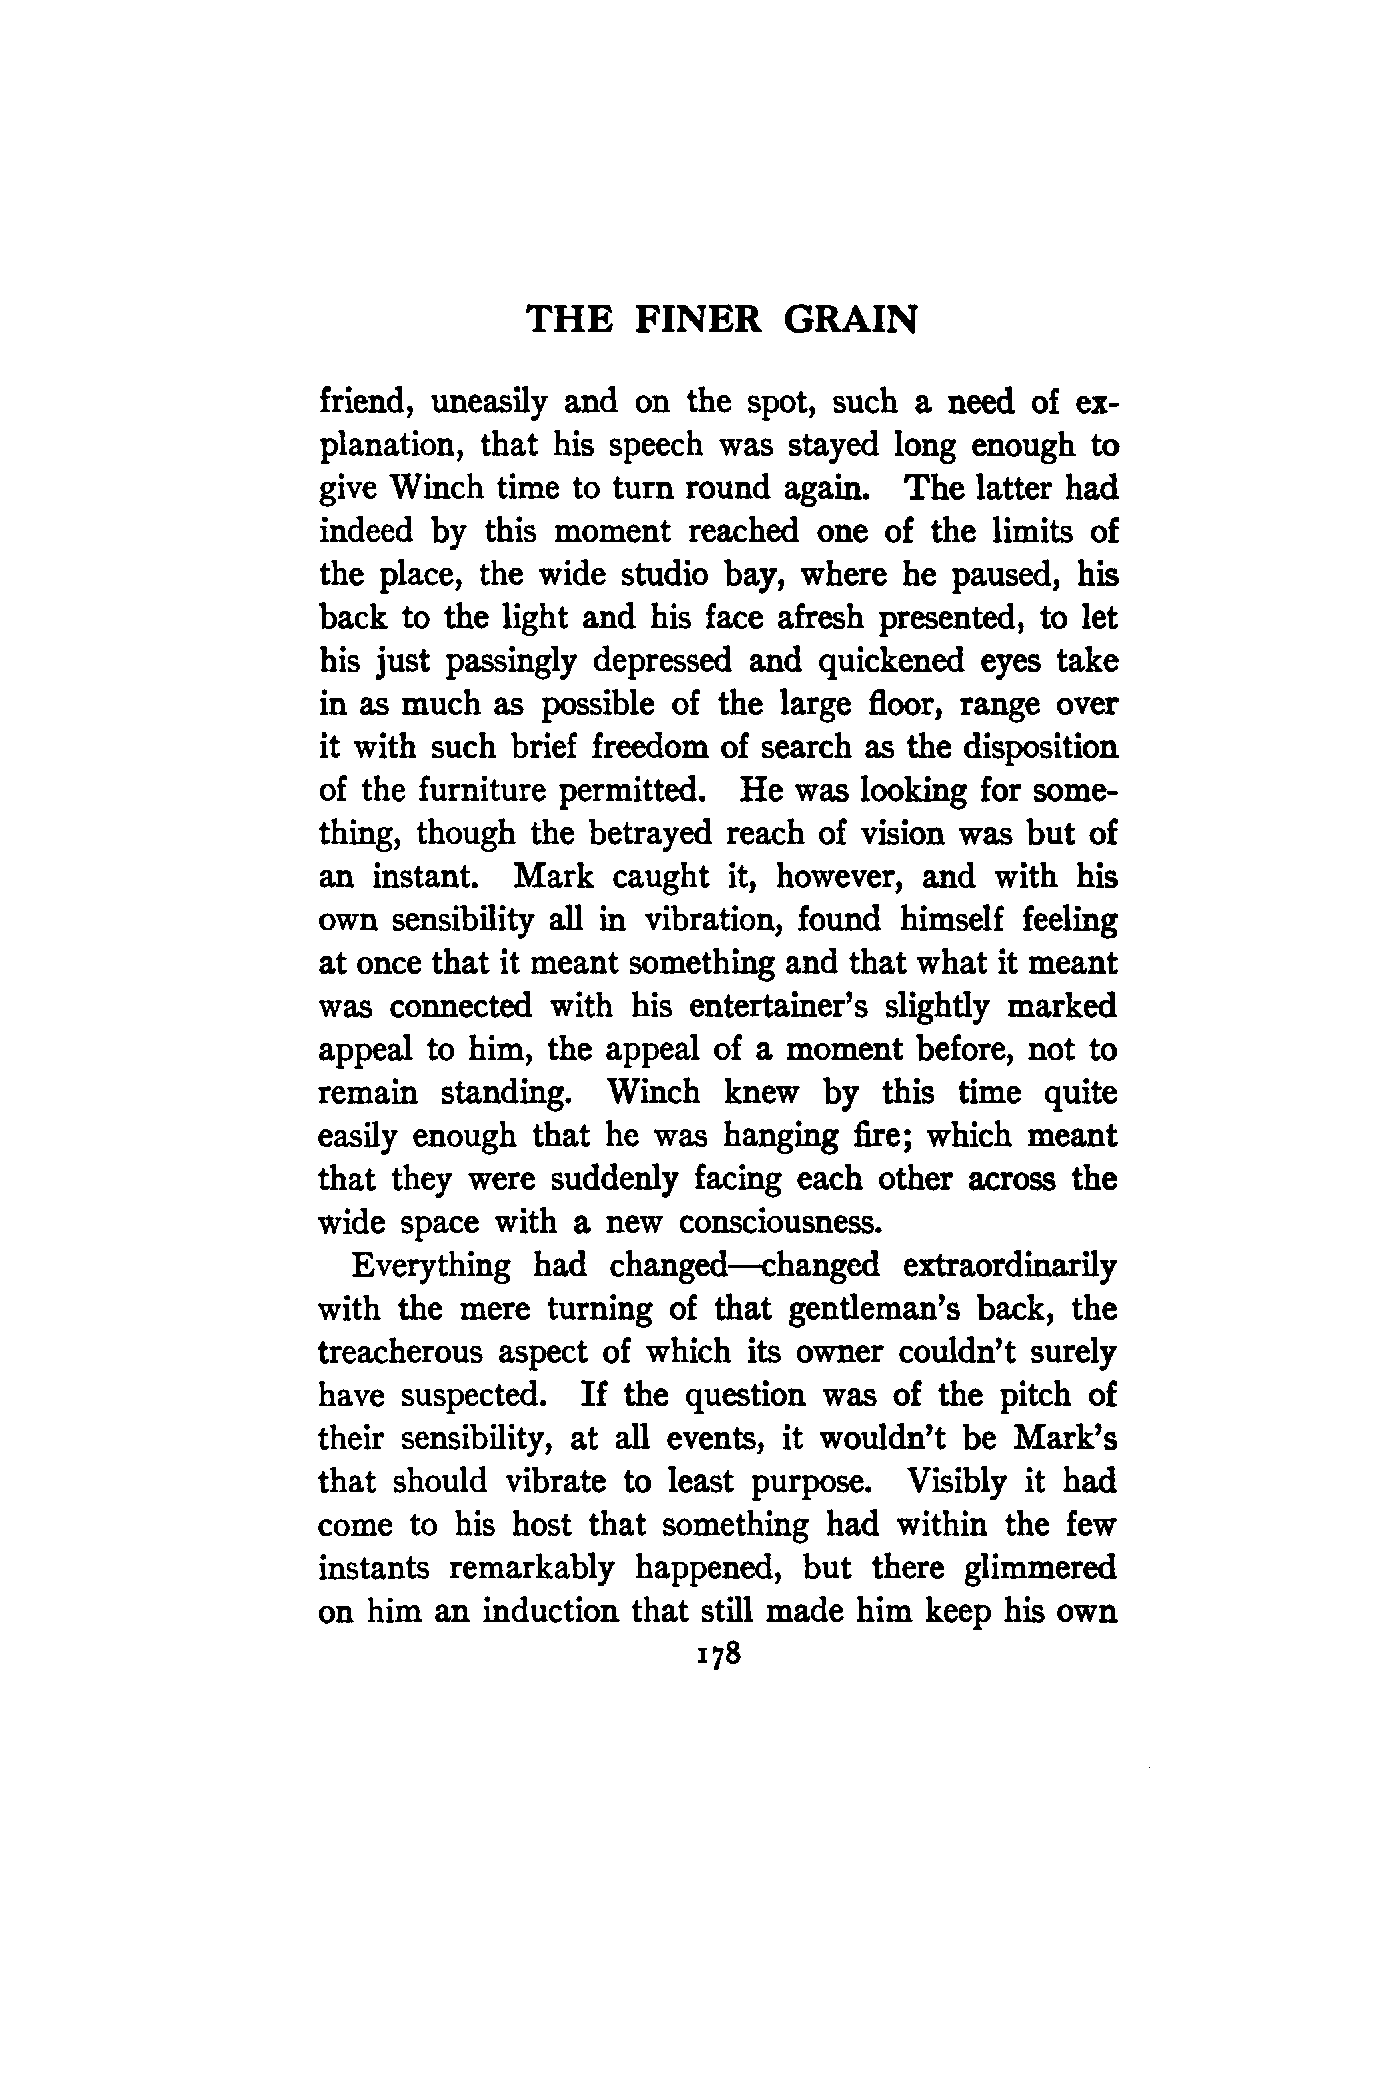 THE FINER GRAIN
friend, uneasily and on the spot, such a need of ex-
planation, that his speech was stayed long enough to
give Winch time to turn round again. The latter had
indeed by this moment reached one of the limits of
the place, the wide studio bay, where he paused, his
back to the light and his face afresh presented, to let
his just passingly depressed and quickened eyes take
in as much as possible of the large floor, range over
it with such brief freedom of search as the disposition
of the furniture permitted. He was looking for some-
thing, though the betrayed reach of vision was but of
an instant. Mark caught it, however, and with his
own sensibility all in vibration, found himself feeling
at once that it meant something and that what it meant
was connected with his entertainer's slightly marked
appeal to him, the appeal of a moment before, not to
remain standing. Winch knew by this time quite
easily enough that he was hanging fire; which meant
that they were suddenly facing each other across the
wide space with a new consciousness.
Everything had changed—changed extraordinarily
with the mere turning of that gentleman's back, the
treacherous aspect of which its owner couldn't surely
have suspected. If the question was of the pitch of
their sensibility, at all events, it wouldn't be Mark's
that should vibrate to least purpose. Visibly it had
come to his host that something had within the few
instants remarkably happened, but there glimmered
on him an induction that still made him keep his own
178